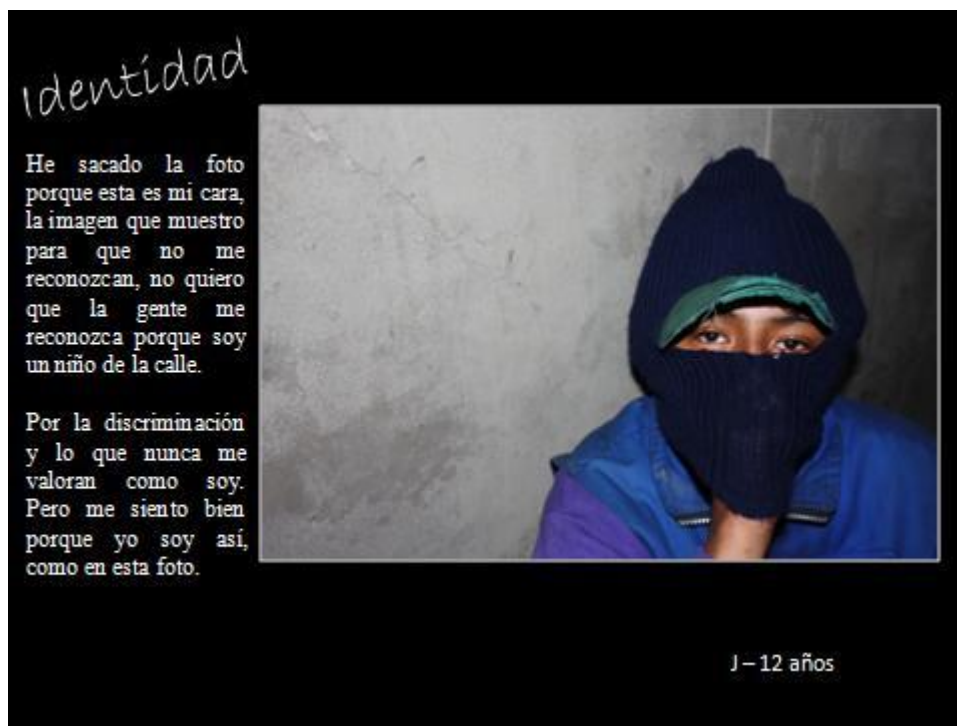 Identidad
He sacado la foto
porque esta es mi cara,
la imagen que muestro
para que no me
reconozcan, no quiero
que la gente me
reconozca porque soy
un niño de la calle.
Por la discriminación
y lo que nunca me
valoran como soy.
Pero me siento bien
porque yo soy así,
como en esta foto.
J – 12 años